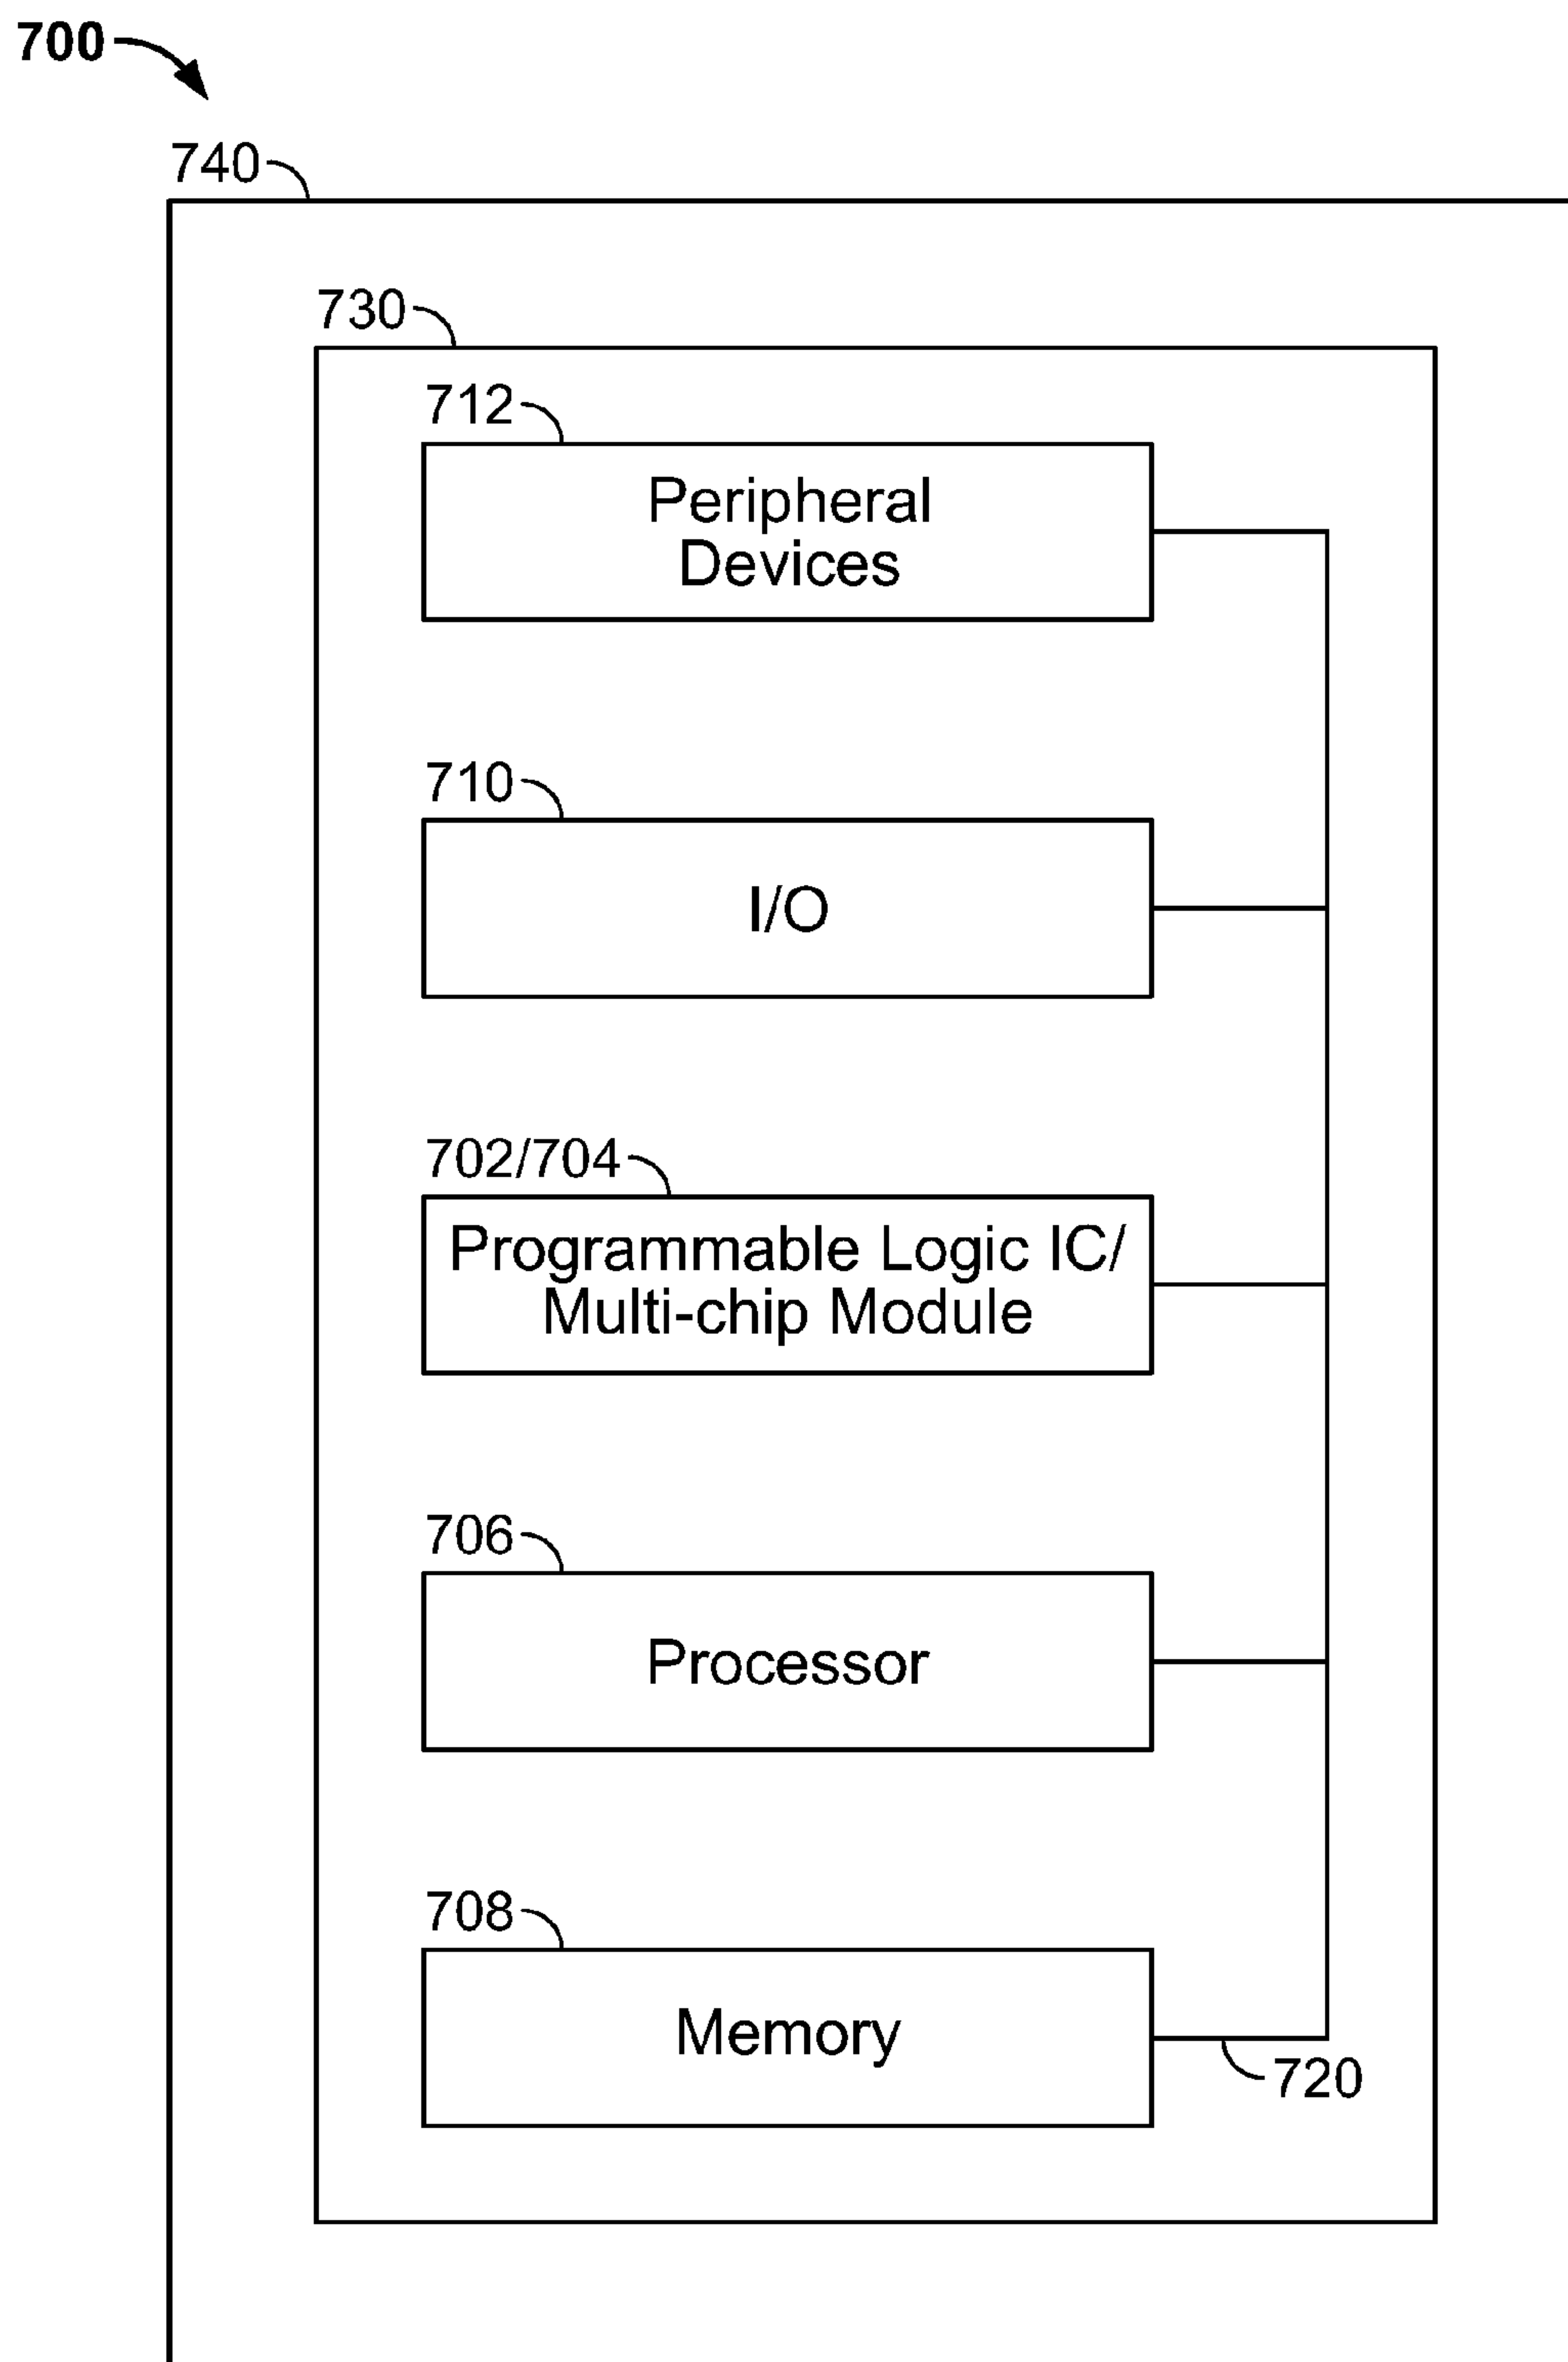 700
740
730
712
Peripheral
Devices
710
I/O
702/704
Programmable Logic IC/
Multi-chip Module
706
Processor
708
Memory
720